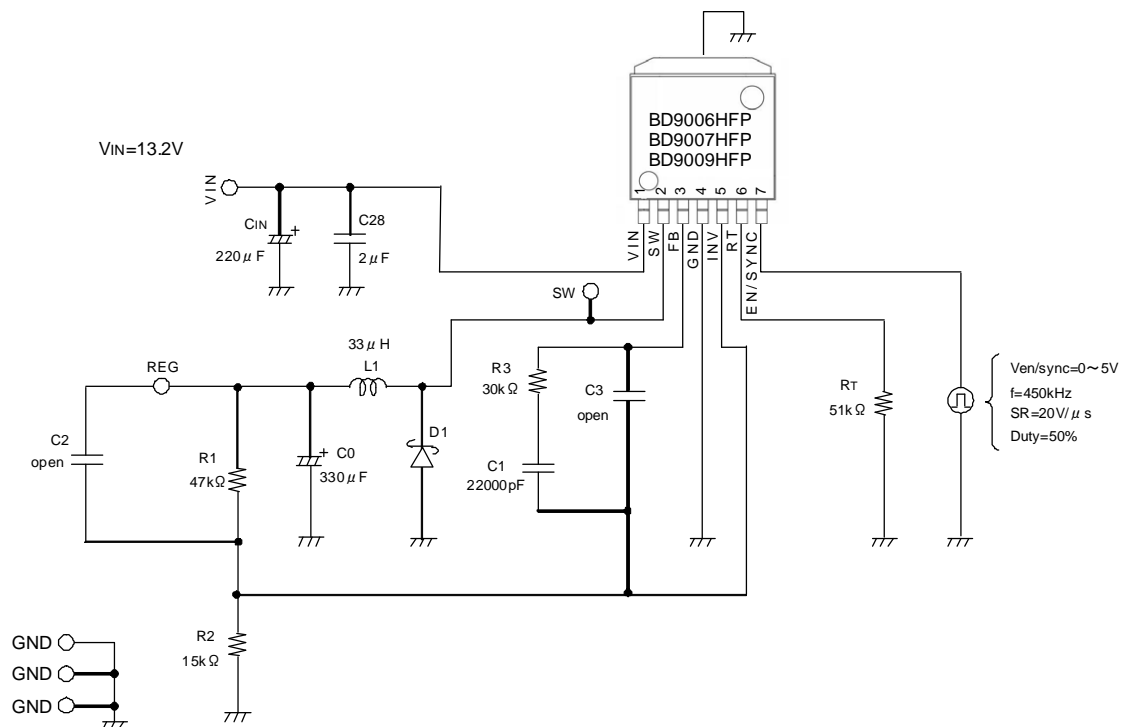 BD9006HFP
BD9007HFP
BD9009HFP
VIN=13.2V
VIN
CIN
220μF
C28
2μF
1 2 3 4 5 6 7
VIN
SW
FB
GND
INV
RT
EN/SYNC
SW
33μH
L1
REG
R3
30kΩ
C3
open
RT
51kΩ
Ven/sync=0～5V
f=450kHz
SR=20V/μs
Duty=50%
C2
open
R1
47kΩ
C0
330μF
D1
C1
22000pF
R2
15kΩ
GND
GND
GND